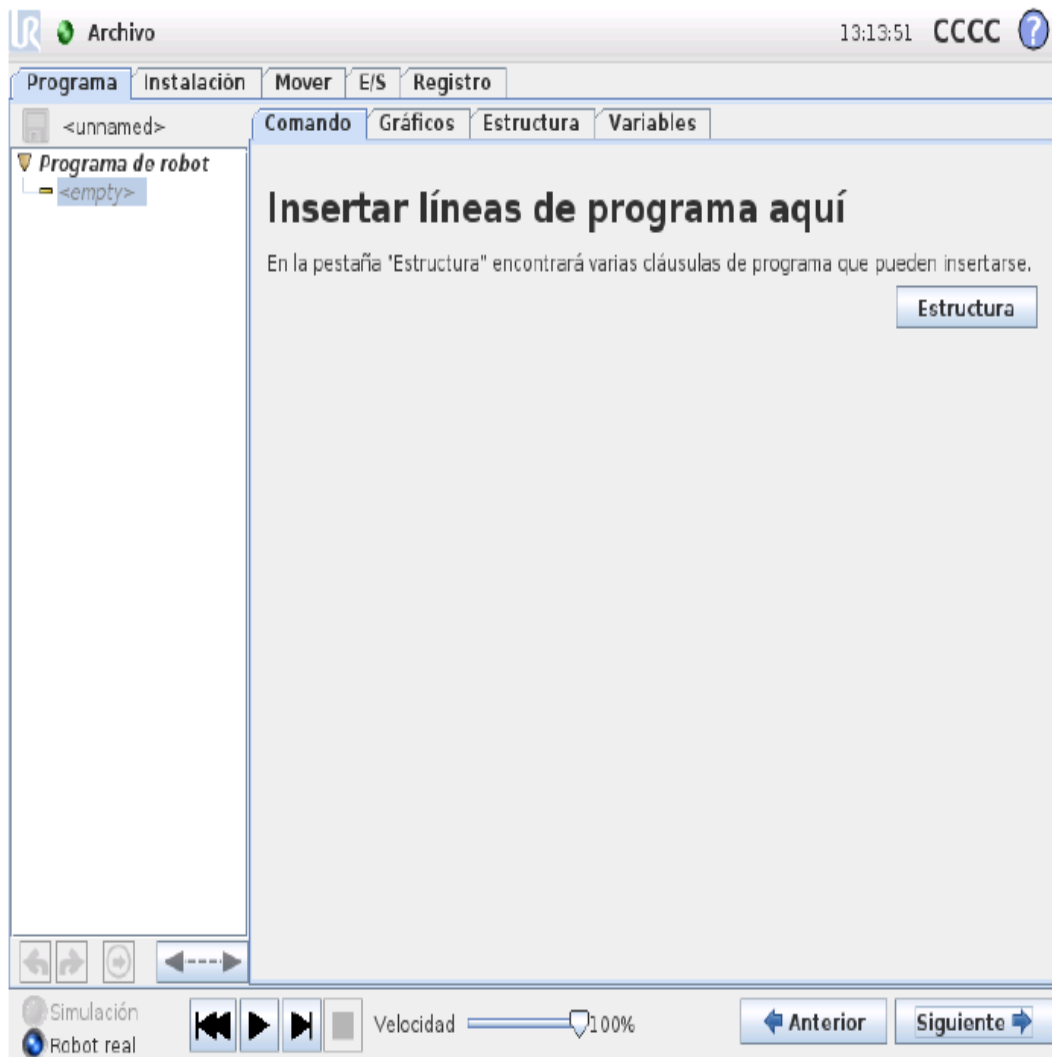 UR Archivo 13:13:51 CCCC ?
Programa Instalación Mover E/S Registro
<unnamed>
Comando Gráficos Estructura Variables
Programa de robot
<empty>
Insertar líneas de programa aquí
En la pestaña "Estructura" encontrará varias cláusulas de programa que pueden insertarse.
Estructura
Simulación
Robot real
Velocidad 100%
Anterior Siguiente